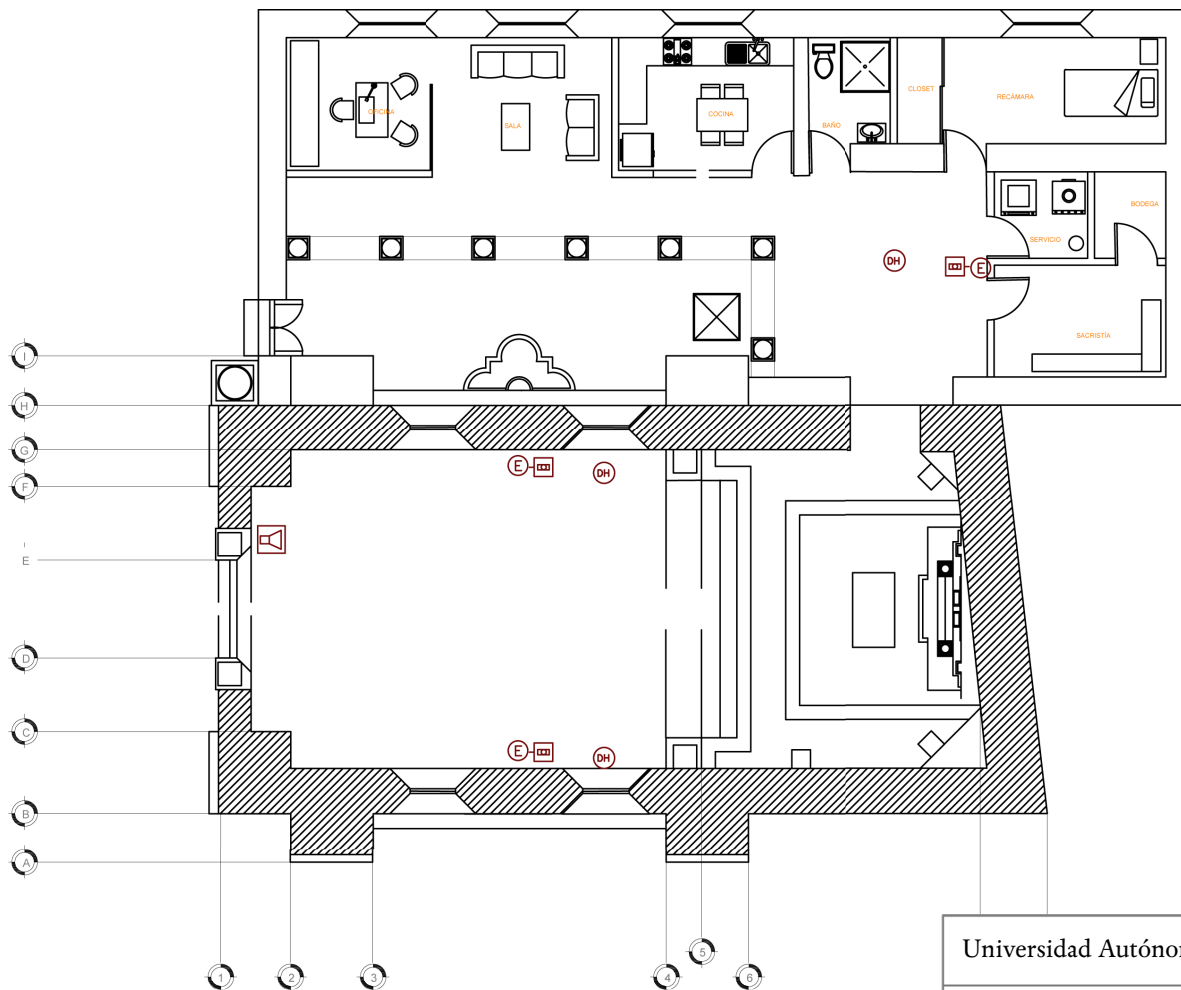 OFICINA
SALA
COCINA
BAÑO
CLOSET
RECÁMARA
BODEGA
SERVICIO
DH
E
SACRISTÍA
I
H
G
F
E
D
C
B
A
E
DH
E
DH
1
2
3
4
5
6
Universidad Autóno